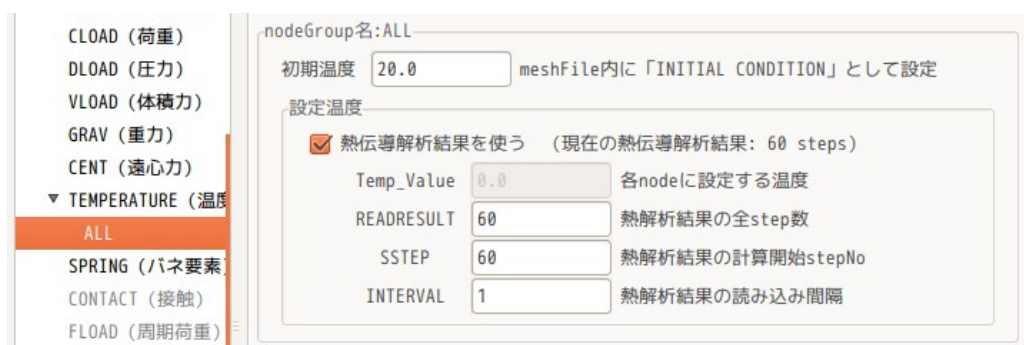 CLOAD (荷重)
DLOAD (圧力)
VLOAD (体積力)
GRAV (重力)
CENT (遠心力)
▼ TEMPERATURE (温度
ALL
SPRING (バネ要素)
CONTACT (接触)
FLOAD (周期荷重)
nodeGroup名:ALL
初期温度 20.0 meshFile内に「INITIAL CONDITION」として設定
設定温度
熱伝導解析結果を使う (現在の熱伝導解析結果: 60 steps)
Temp_Value 0.0 各nodeに設定する温度
READRESULT 60 熱解析結果の全step数
SSTEP 60 熱解析結果の計算開始stepNo
INTERVAL 1 熱解析結果の読み込み間隔